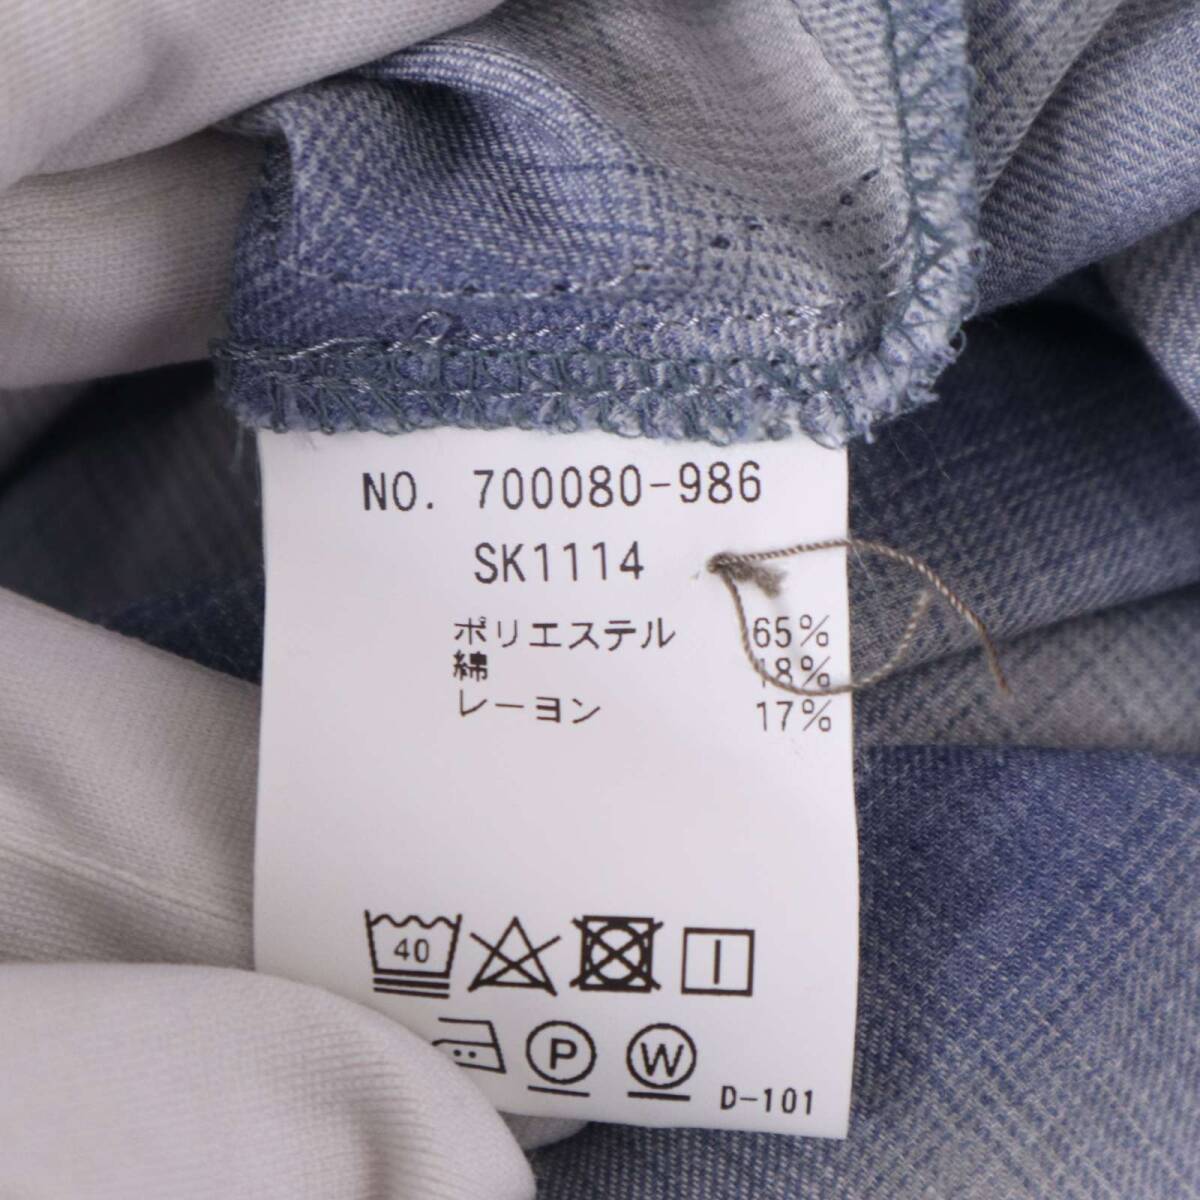 NO. 700080-986
SK1114
ポリエステル 65%
綿 18%
レーヨン 17%
40
P W D-101